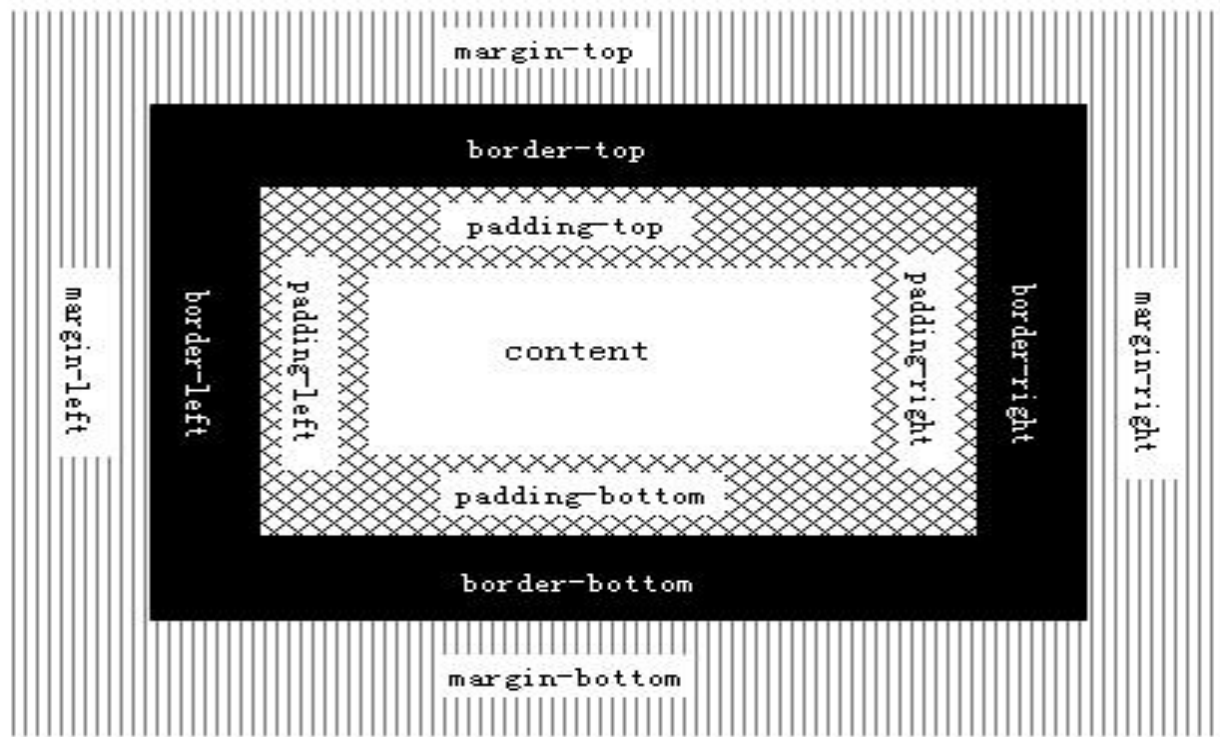 margin-top
border-top
padding-top
margin-left
border-left
padding-left
content
padding-right
border-right
margin-right
padding-bottom
border-bottom
margin-bottom